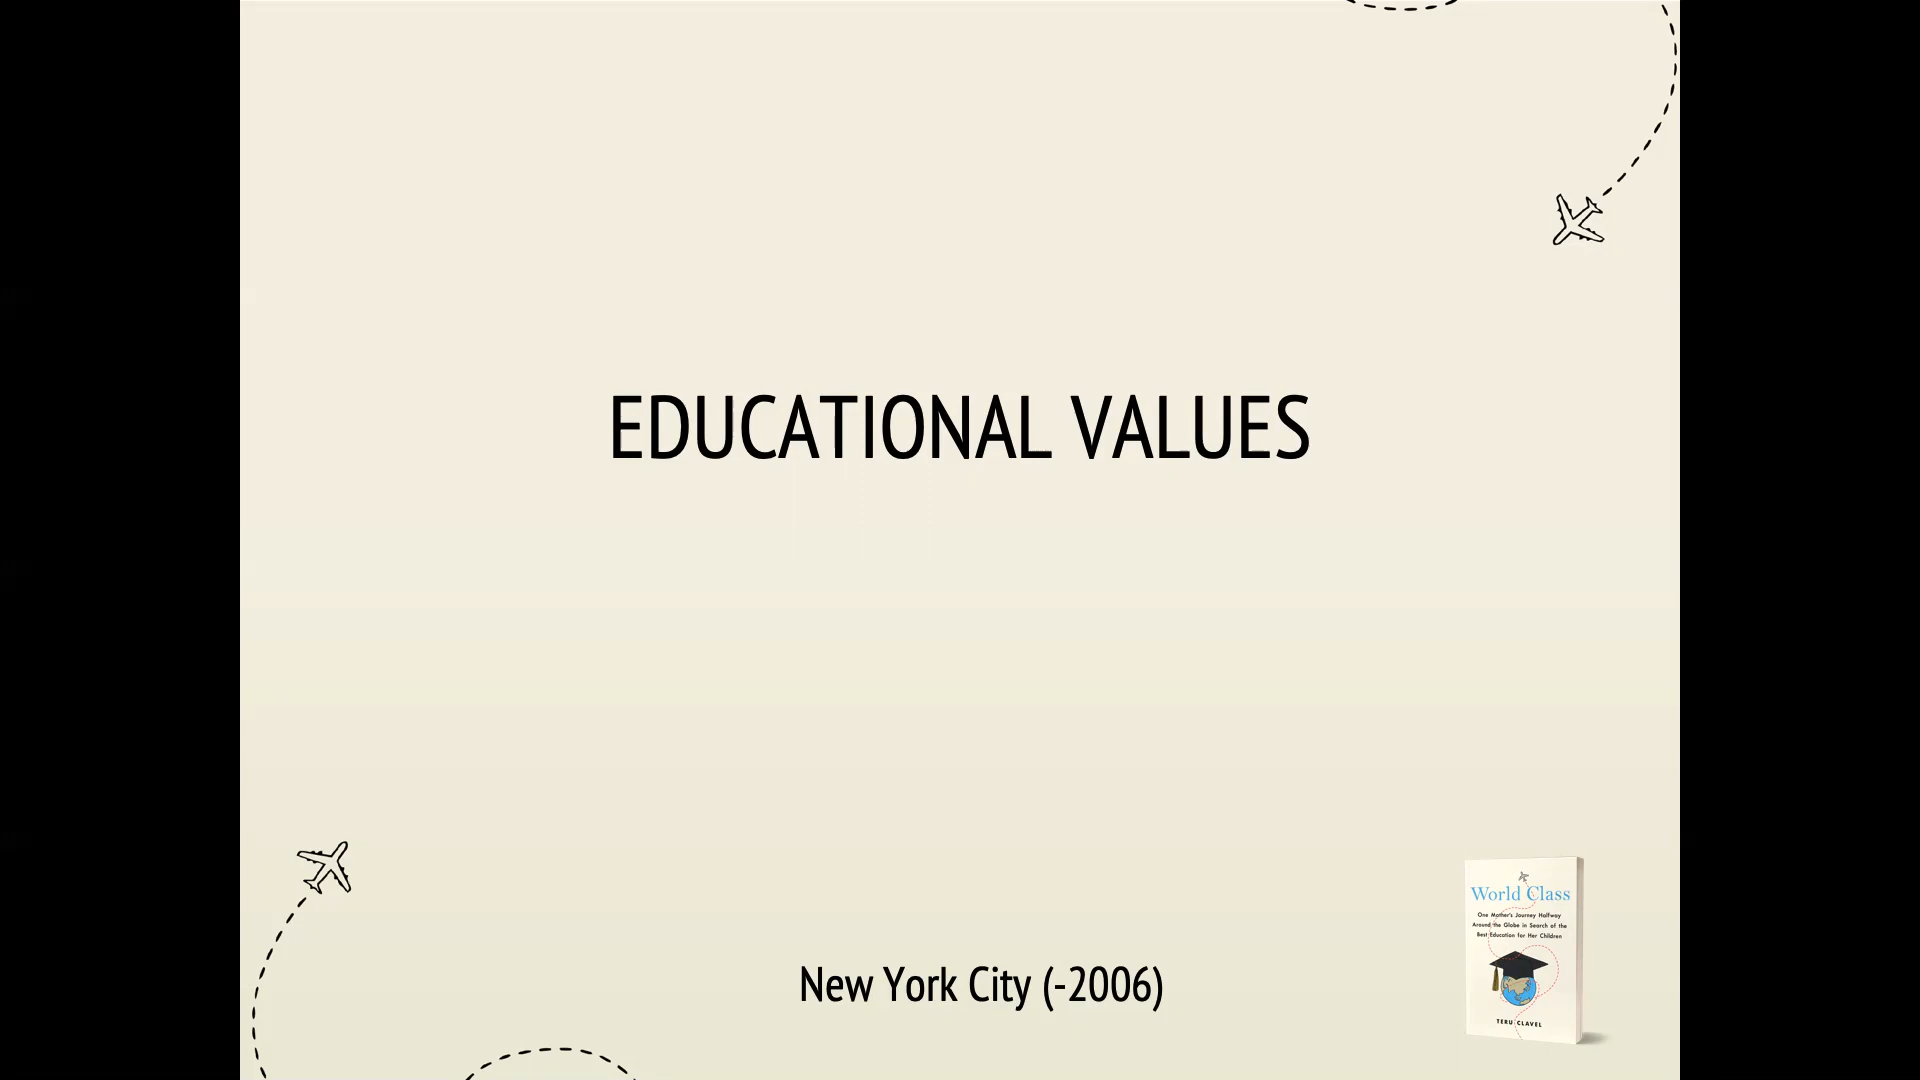 EDUCATIONAL VALUES
World Class
One Mother's Journey Halfway
Around the Globe in Search of the
Best Education for Her Children
TERU CLAVEL
New York City (-2006)